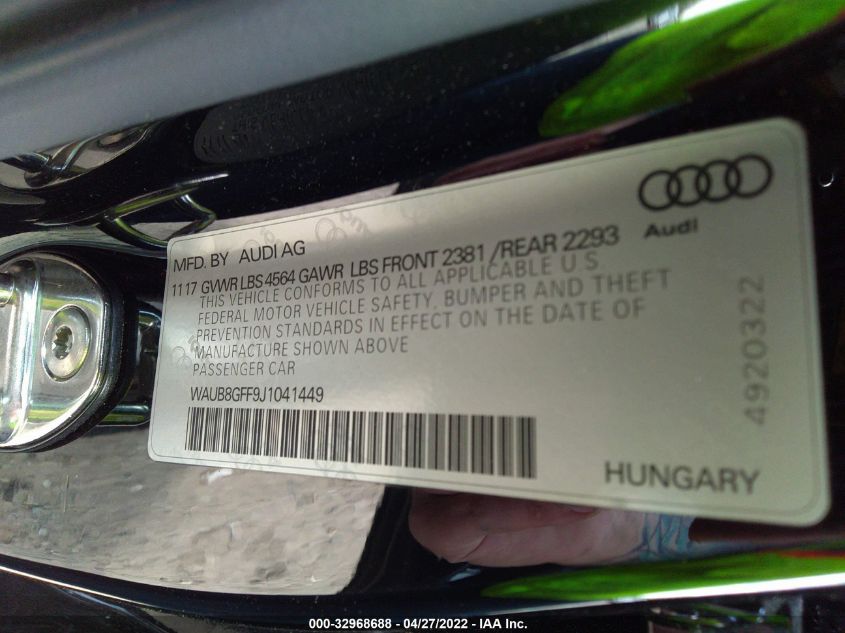 Audi
MFD. BY AUDI AG
11 17 GVWR LBS 4564 GAWR LBS FRONT 2381 /REAR 2293
THIS VEHICLE CONFORMS TO ALL APPLICABLE U S
FEDERAL MOTOR VEHICLE SAFETY, BUMPER AND THEFT
PREVENTION STANDARDS IN EFFECT ON THE DATE OF
MANUFACTURE SHOWN ABOVE
PASSENGER CAR
WAUB8GFF9J1041449
4920322
HUNGARY
000-32968688 - 04/27/2022 - IAA Inc.